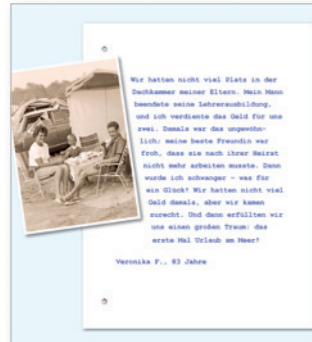 Wir hatten nicht viel Platz in der
Dachkammer meiner Eltern. Mein Mann
beendete seine Lehrerausbildung,
und ich verdiente das Geld für uns
zwei. Damals war das ungewöhn-
lich; meine beste Freundin war
froh, dass sie nach ihrer Heirat
nicht mehr arbeiten musste. Dann
wurde ich schwanger – was für
ein Glück! Wir hatten nicht viel
Geld damals, aber wir kamen
zurecht. Und dann erfüllten wir
uns einen großen Traum: das
erste Mal Urlaub am Meer!
Veronika F., 83 Jahre